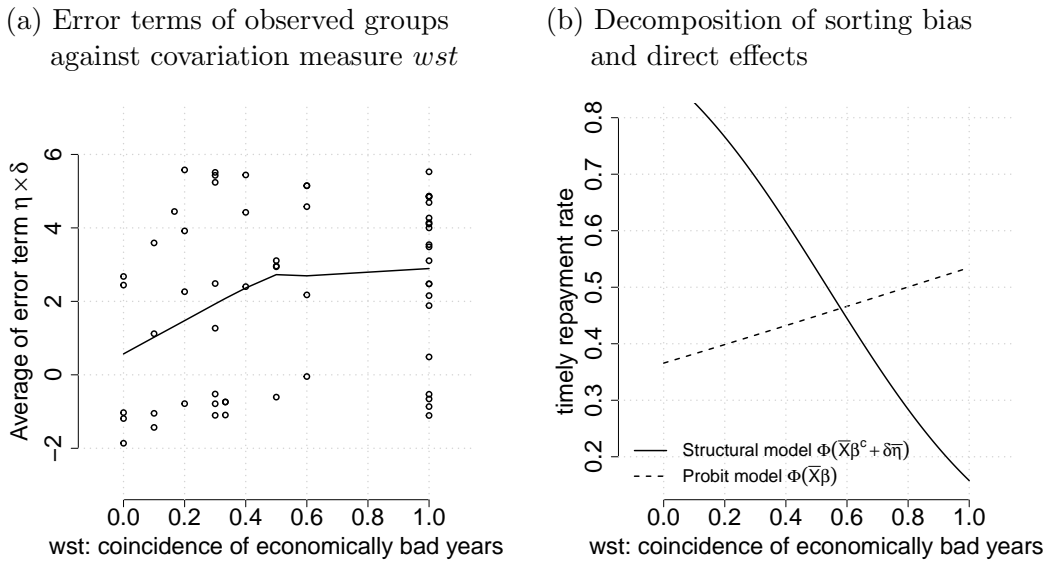 (a) Error terms of observed groups
against covariation measure wst
6
4
2
0
−2
Average of error term η×δ
0.0 0.2 0.4 0.6 0.8 1.0
wst: coincidence of economically bad years
(b) Decomposition of sorting bias
and direct effects
0.8
0.7
0.6
0.5
0.4
0.3
0.2
timely repayment rate
Structural model Φ(X̅βᶜ + δη̅)
Probit model Φ(X̅β)
0.0 0.2 0.4 0.6 0.8 1.0
wst: coincidence of economically bad years